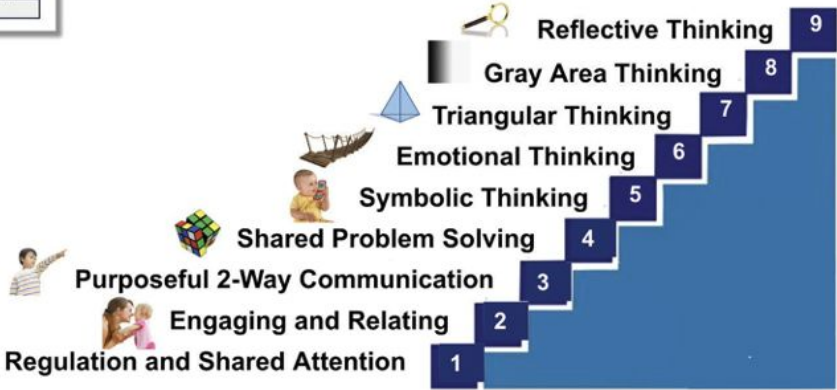 Reflective Thinking 9
Gray Area Thinking 8
Triangular Thinking 7
Emotional Thinking 6
Symbolic Thinking 5
Shared Problem Solving 4
Purposeful 2-Way Communication 3
Engaging and Relating 2
Regulation and Shared Attention 1